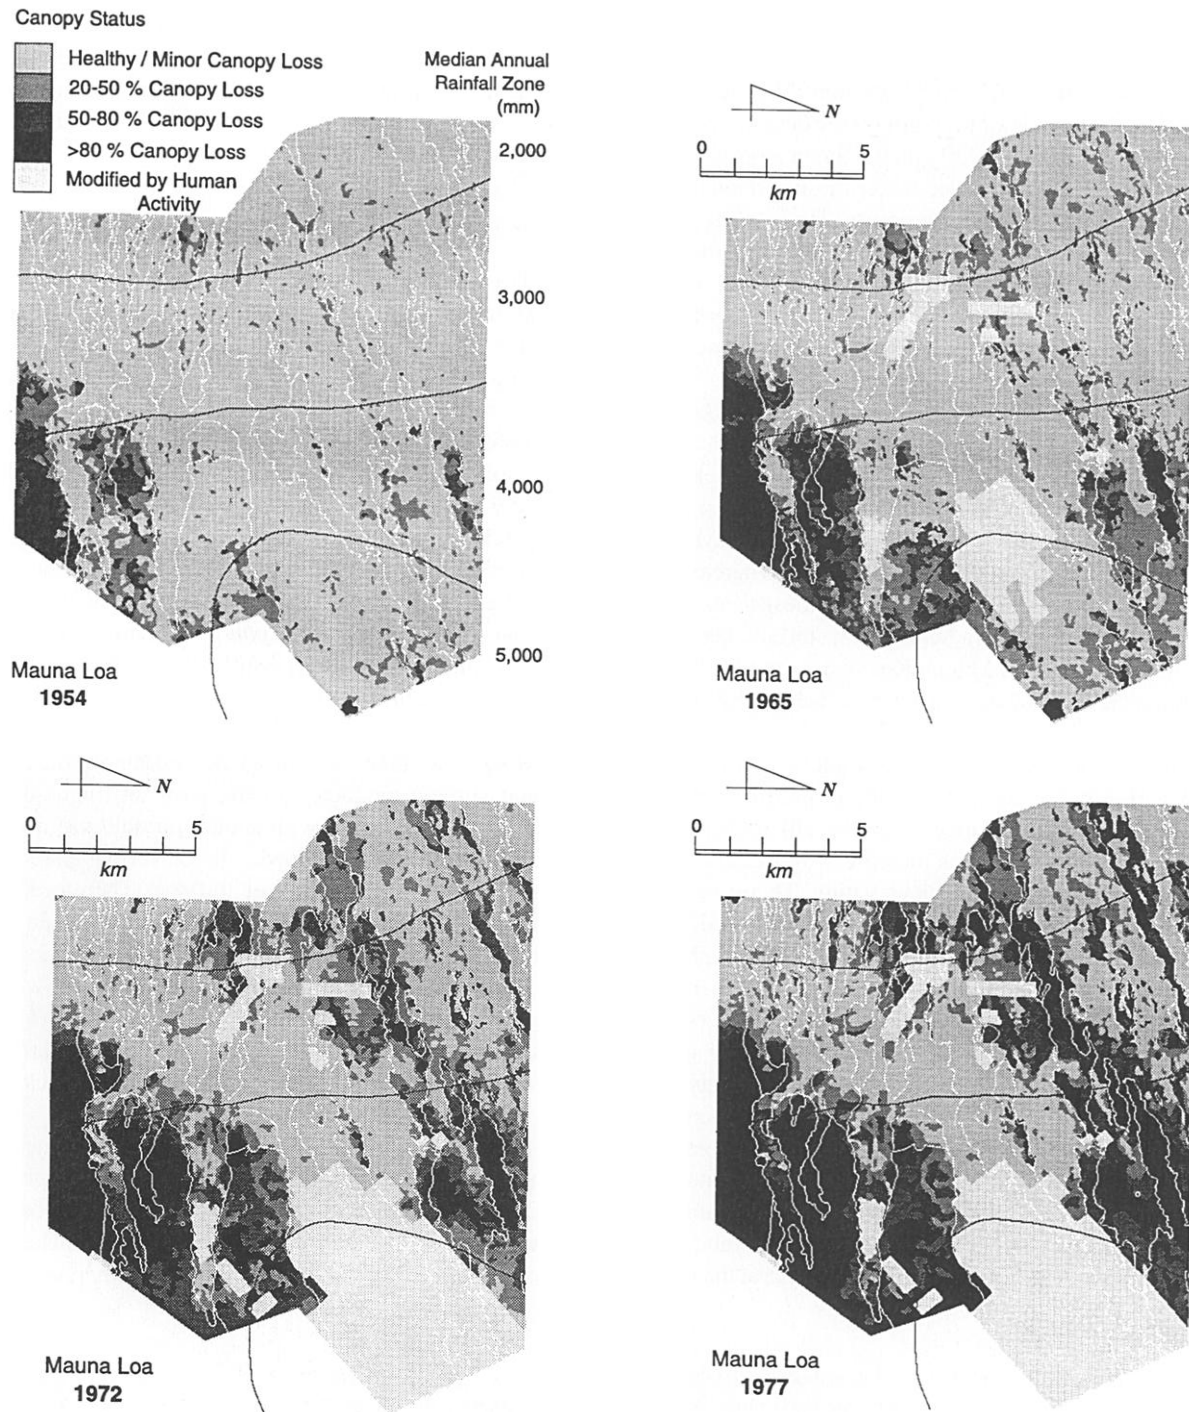 Canopy Status
Healthy / Minor Canopy Loss
20-50 % Canopy Loss
50-80 % Canopy Loss
>80 % Canopy Loss
Modified by Human
Activity
Median Annual
Rainfall Zone
(mm)
2,000
3,000
4,000
5,000
Mauna Loa
1954
N
0 5
km
Mauna Loa
1965
N
0 5
km
Mauna Loa
1972
N
0 5
km
Mauna Loa
1977